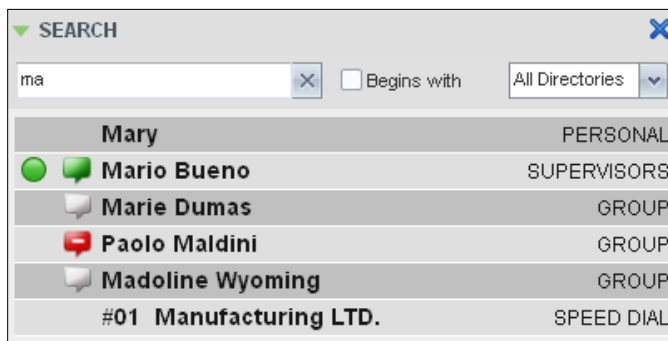 SEARCH
ma Begins with All Directories
Mary PERSONAL
Mario Bueno SUPERVISORS
Marie Dumas GROUP
Paolo Maldini GROUP
Madoline Wyoming GROUP
#01 Manufacturing LTD. SPEED DIAL